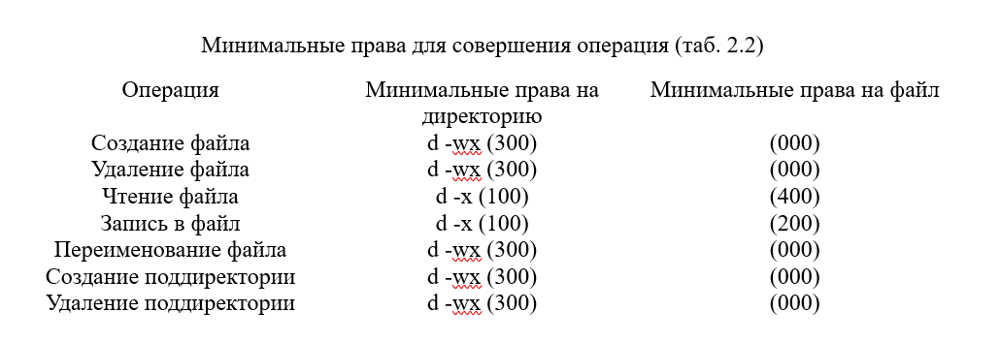 Минимальные права для совершения операция (таб. 2.2)
Операция Минимальные права на директорию Минимальные права на файл
Создание файла d -wx (300) (000)
Удаление файла d -wx (300) (000)
Чтение файла d -x (100) (400)
Запись в файл d -x (100) (200)
Переименование файла d -wx (300) (000)
Создание поддиректории d -wx (300) (000)
Удаление поддиректории d -wx (300) (000)